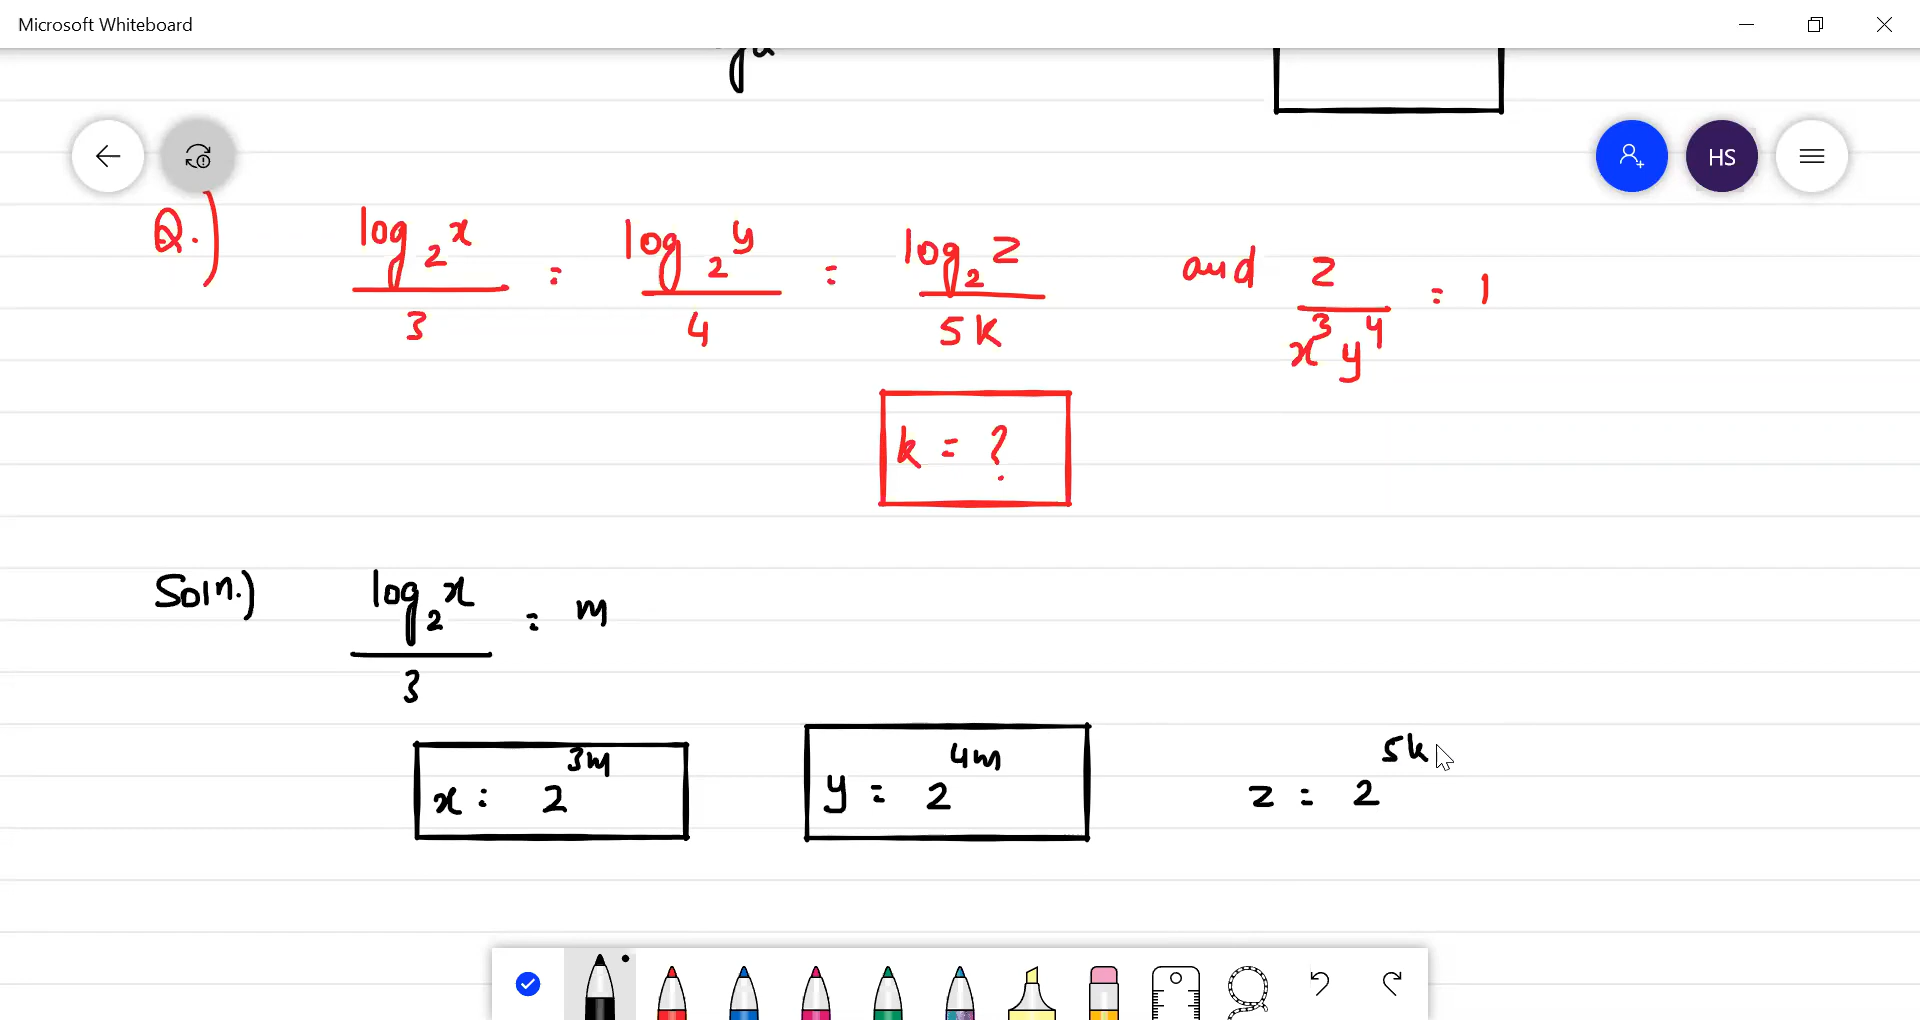 Microsoft Whiteboard
HS
Q.) log₂x / 3 = log₂y / 4 = log₂z / 5k and z / x³y⁴ = 1
k = ?
Soln.) log₂x / 3 = m
x = 2^3m y = 2^4m z = 2^5k